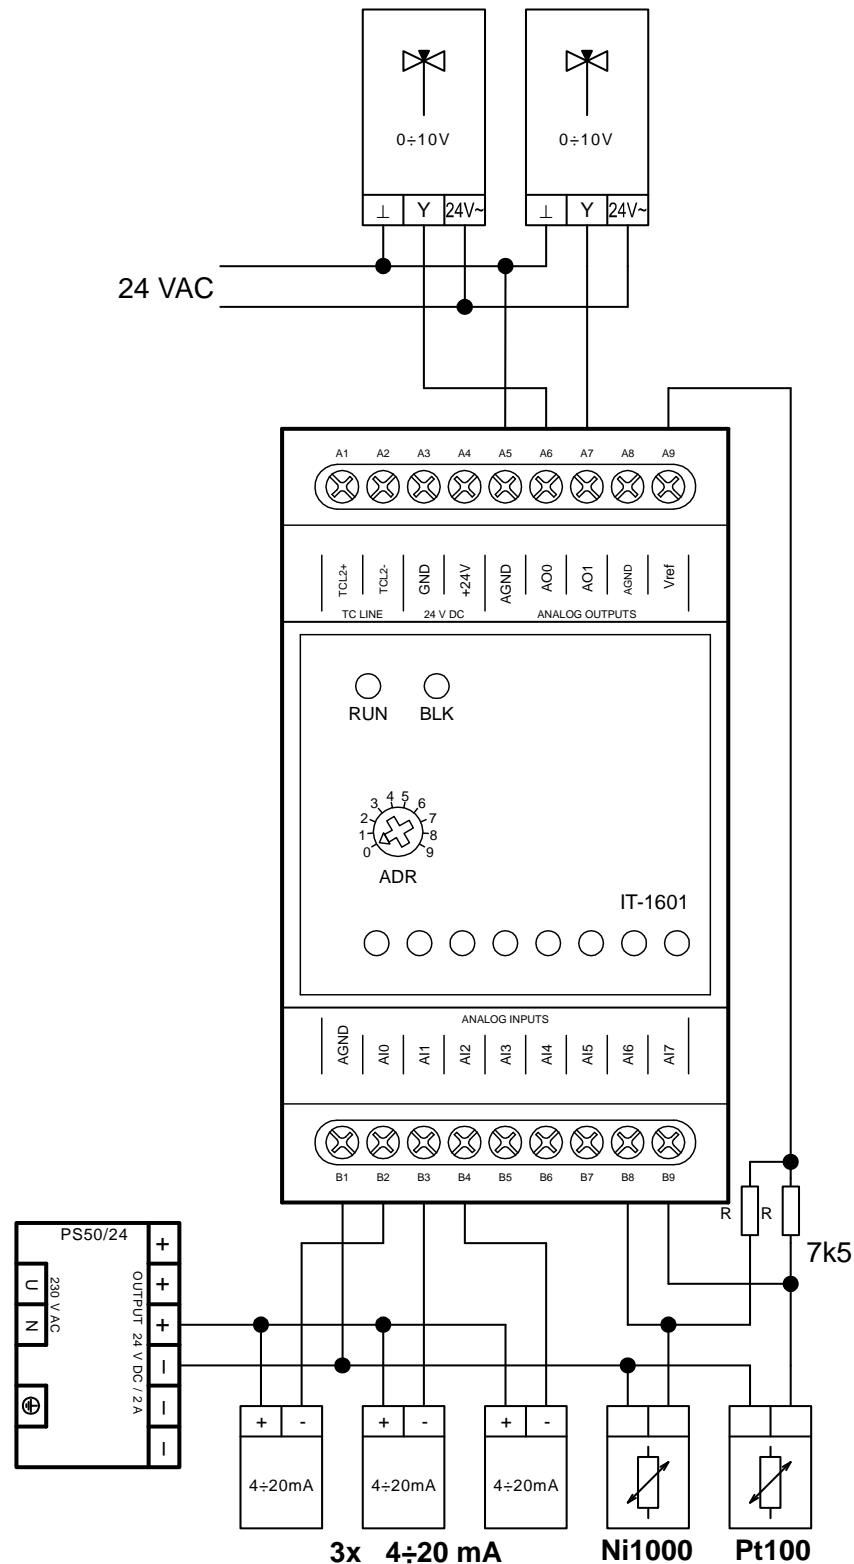 0÷10V 0÷10V
⊥ Y 24V~ ⊥ Y 24V~
24 VAC
A1 A2 A3 A4 A5 A6 A7 A8 A9
TCL2+ TCL2- GND +24V AGND AO0 AO1 AGND Vref
TC LINE 24 V DC ANALOG OUTPUTS
RUN BLK
0 1 2 3 4 5 6 7 8 9
ADR
IT-1601
ANALOG INPUTS
AGND AI0 AI1 AI2 AI3 AI4 AI5 AI6 AI7
B1 B2 B3 B4 B5 B6 B7 B8 B9
R R
7k5
PS50/24
U N
230 V AC
OUTPUT 24 V DC / 2 A
+ + + – – –
+ - + - + -
4÷20mA 4÷20mA 4÷20mA
3x 4÷20 mA Ni1000 Pt100